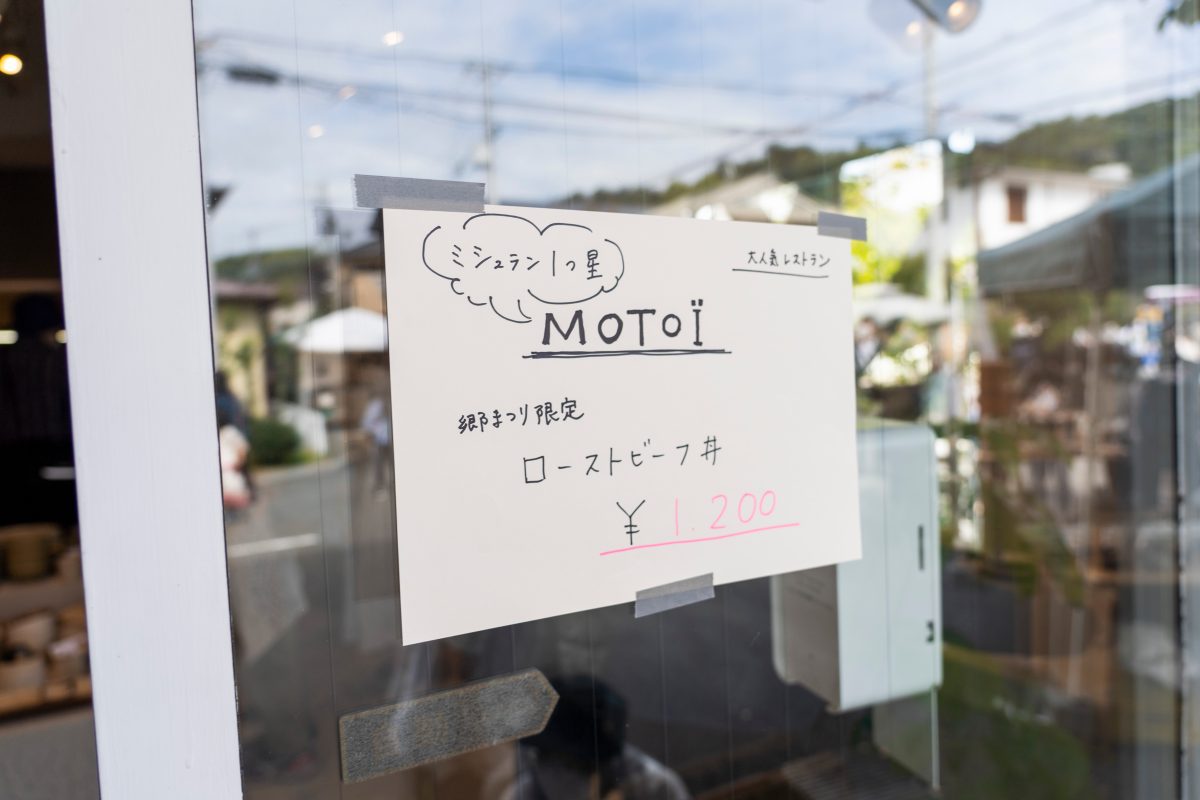 ミシュラン1つ星
大人気レストラン
MOTOÏ
郷まつり限定
ローストビーフ丼
¥1.200